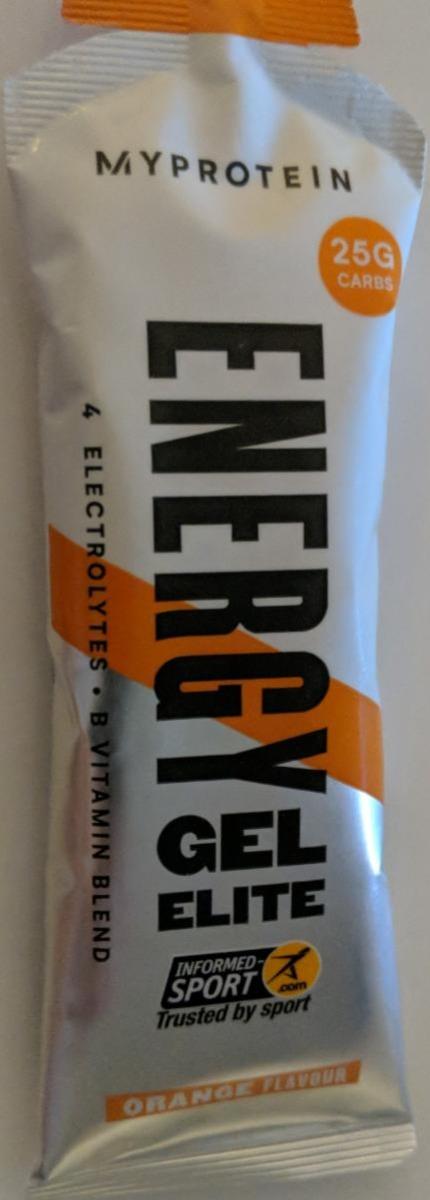 MYPROTEIN
25G
CARBS
ENERGY
GEL
ELITE
4 ELECTROLYTES • B VITAMIN BLEND
INFORMED-
SPORT
.com
Trusted by sport
ORANGE FLAVOUR